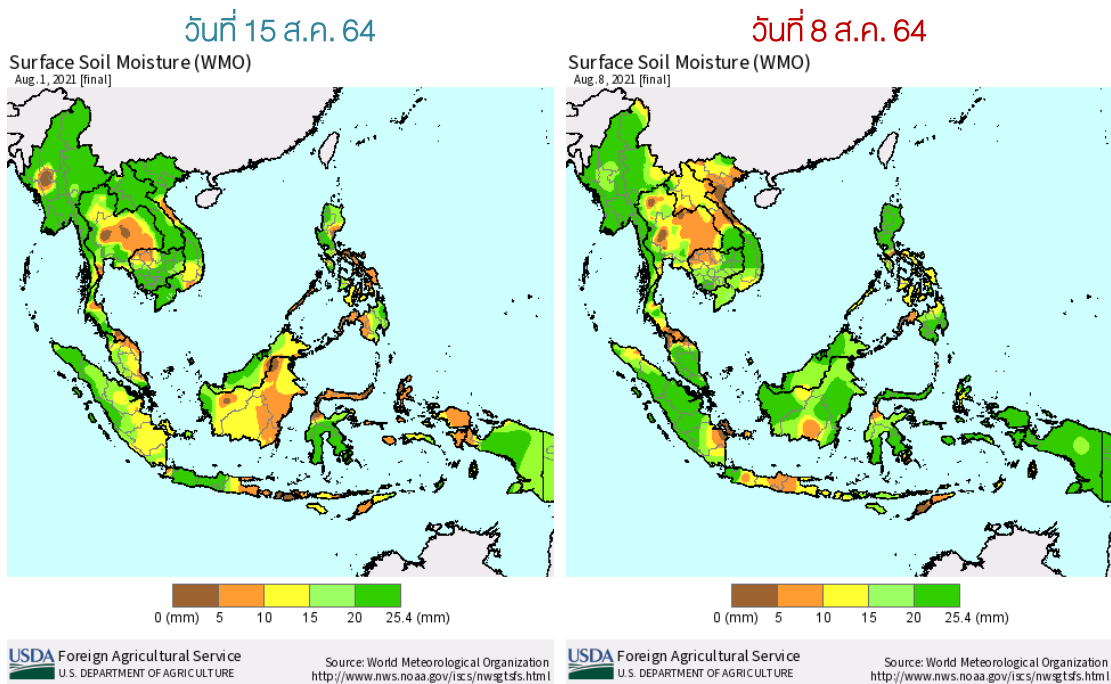 วันที่ 15 ส.ค. 64
Surface Soil Moisture (WMO)
Aug. 1, 2021 [final]
0 (mm) 5 10 15 20 25.4 (mm)
USDA Foreign Agricultural Service
U.S. DEPARTMENT OF AGRICULTURE
Source: World Meteorological Organization
http://www.nws.noaa.gov/iscs/nwsgtsfs.html
วันที่ 8 ส.ค. 64
Surface Soil Moisture (WMO)
Aug. 8, 2021 [final]
0 (mm) 5 10 15 20 25.4 (mm)
USDA Foreign Agricultural Service
U.S. DEPARTMENT OF AGRICULTURE
Source: World Meteorological Organization
http://www.nws.noaa.gov/iscs/nwsgtsfs.html